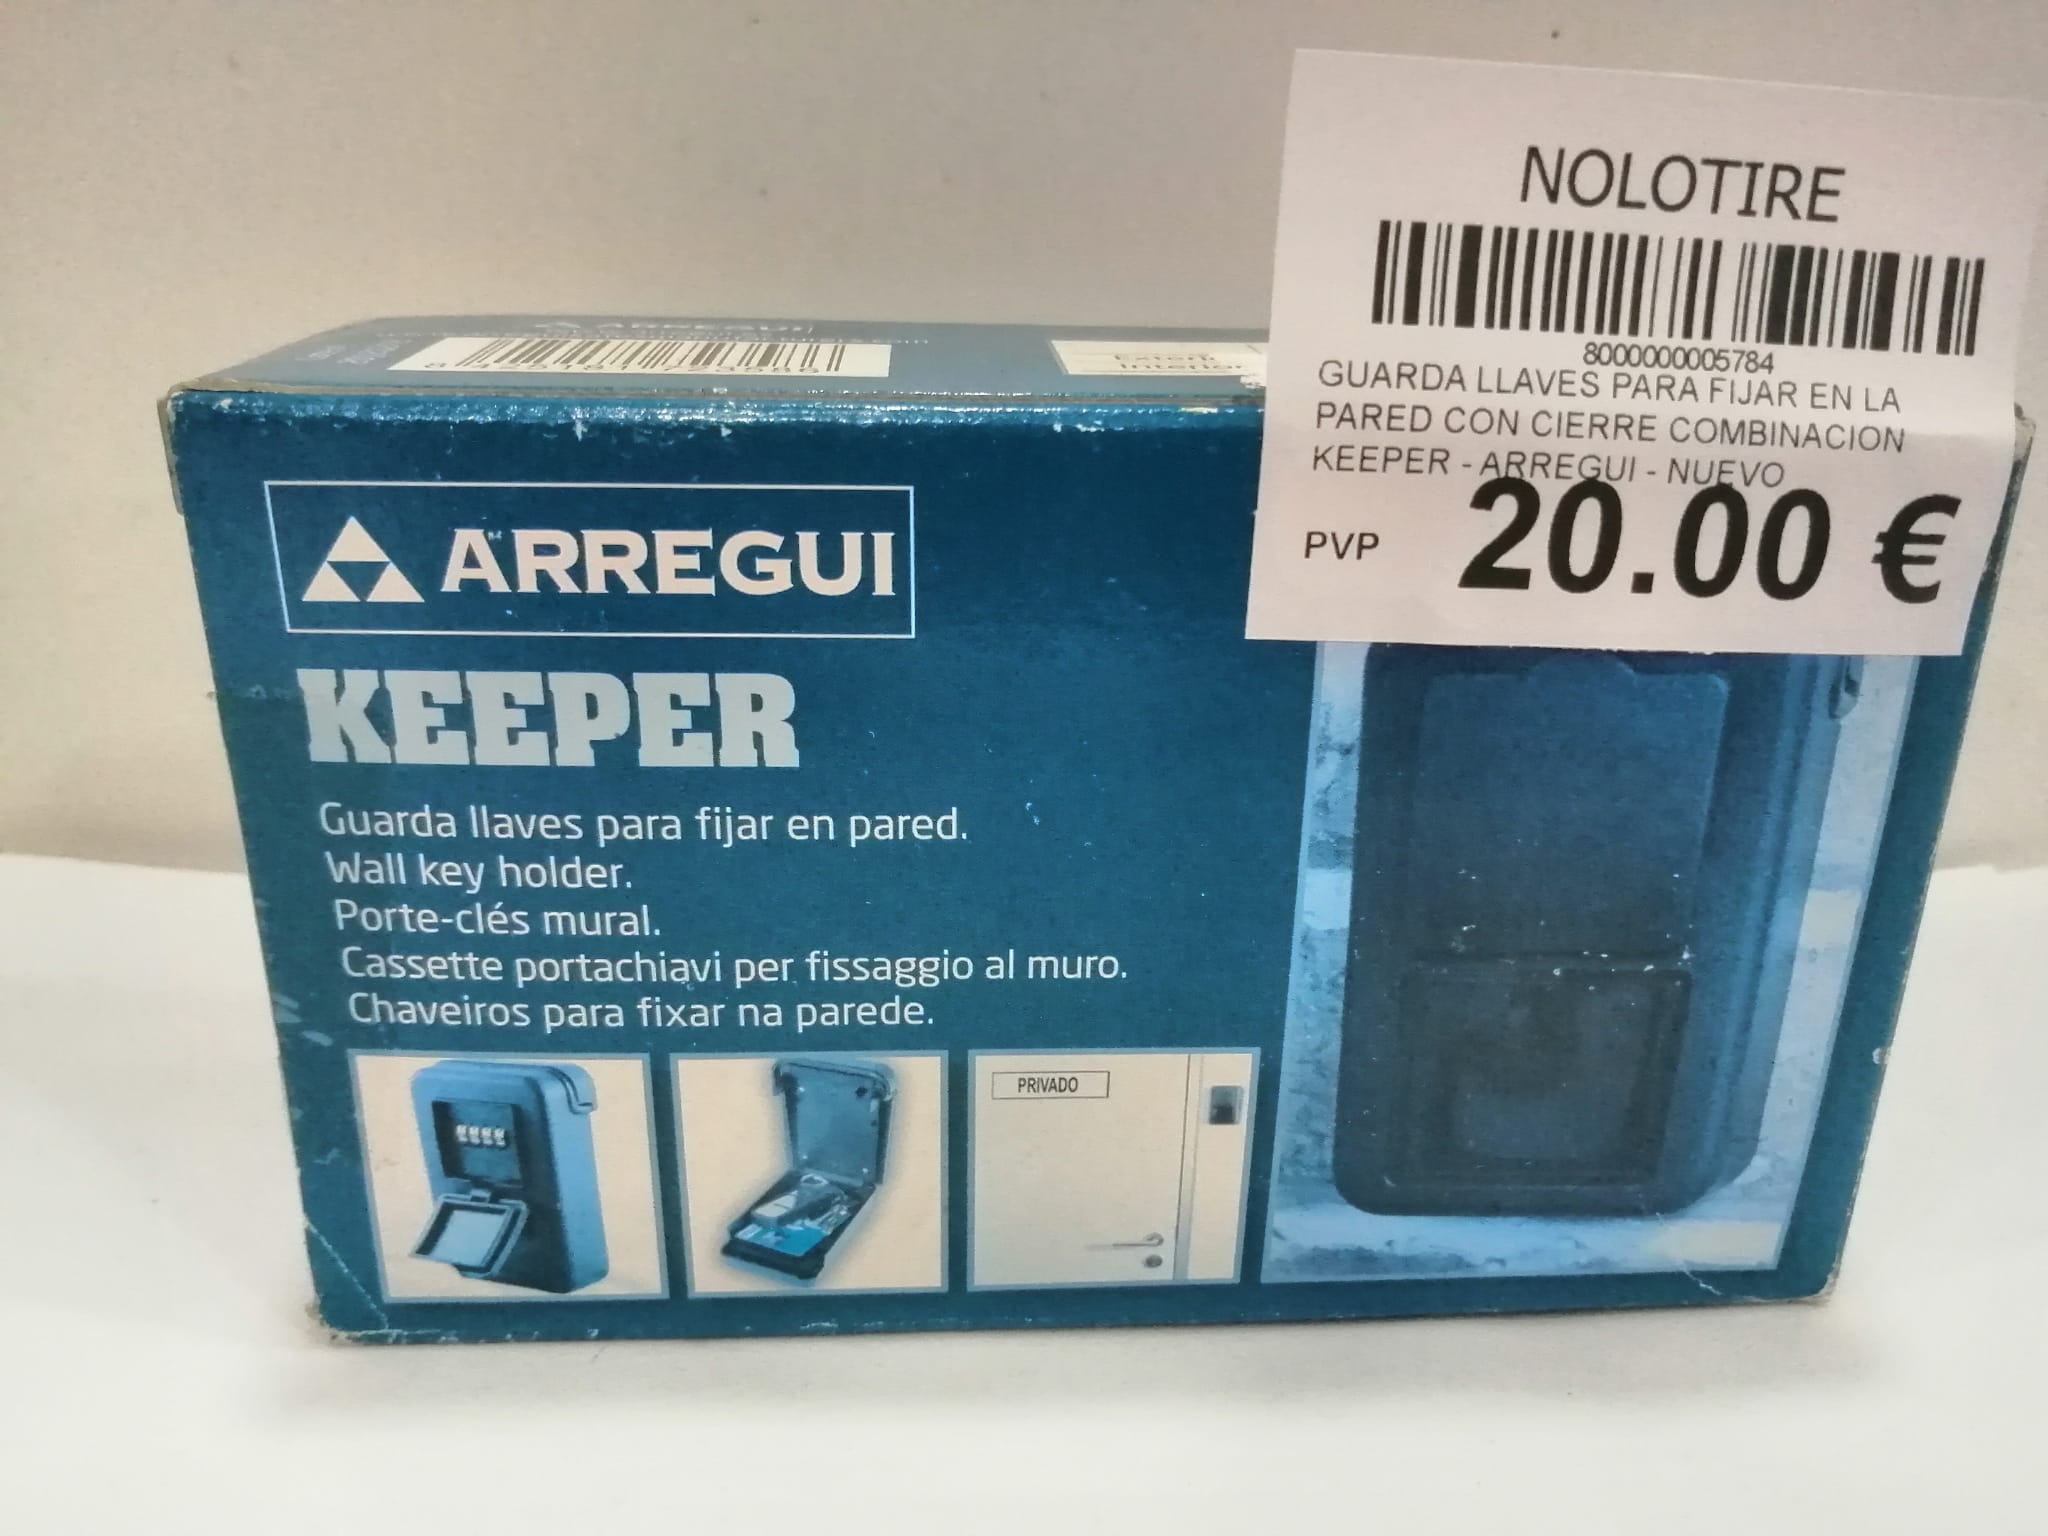 NOLOTIRE
8000000005784
GUARDA LLAVES PARA FIJAR EN LA
PARED CON CIERRE COMBINACION
KEEPER - ARREGUI - NUEVO
PVP 20.00 €
ARREGUI
Interior
ARREGUI
KEEPER
Guarda llaves para fijar en pared.
Wall key holder.
Porte-clés mural.
Cassette portachiavi per fissaggio al muro.
Chaveiros para fixar na parede.
PRIVADO